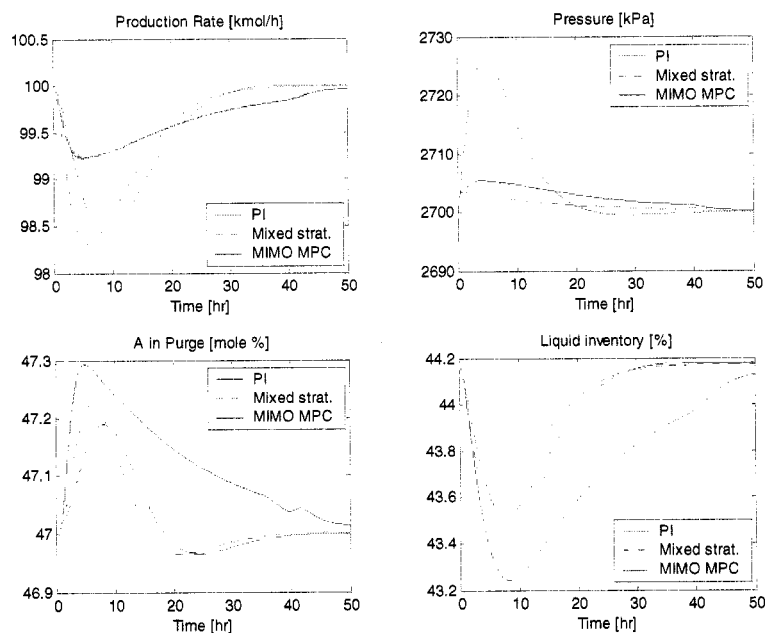 Production Rate [kmol/h]
100.5
100
99.5
99
98.5
98
PI
Mixed strat.
MIMO MPC
0 10 20 30 40 50
Time [hr]
Pressure [kPa]
2730
2720
2710
2700
2690
PI
Mixed strat.
MIMO MPC
0 10 20 30 40 50
Time [hr]
A in Purge [mole %]
47.3
47.2
47.1
47
46.9
PI
Mixed strat.
MIMO MPC
0 10 20 30 40 50
Time [hr]
Liquid inventory [%]
44.2
44
43.8
43.6
43.4
43.2
PI
Mixed strat.
MIMO MPC
0 10 20 30 40 50
Time [hr]